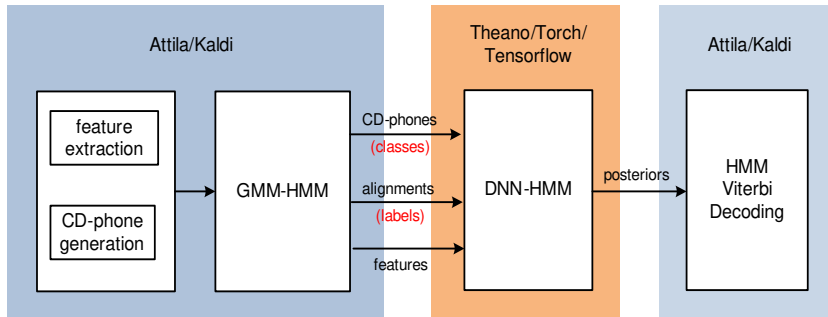 Attila/Kaldi
feature
extraction
CD-phone
generation
GMM-HMM
CD-phones
(classes)
alignments
(labels)
features
Theano/Torch/
Tensorflow
DNN-HMM
posteriors
Attila/Kaldi
HMM
Viterbi
Decoding